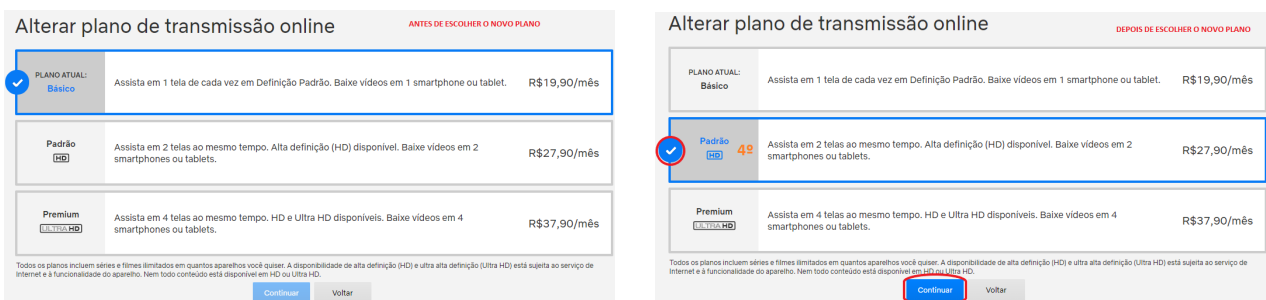 Alterar plano de transmissão online
ANTES DE ESCOLHER O NOVO PLANO
PLANO ATUAL:
Básico
Assista em 1 tela de cada vez em Definição Padrão. Baixe vídeos em 1 smartphone ou tablet.
R$19,90/mês
Padrão
HD
Assista em 2 telas ao mesmo tempo. Alta definição (HD) disponível. Baixe vídeos em 2
smartphones ou tablets.
R$27,90/mês
Premium
ULTRA HD
Assista em 4 telas ao mesmo tempo. HD e Ultra HD disponíveis. Baixe vídeos em 4
smartphones ou tablets.
R$37,90/mês
Todos os planos incluem séries e filmes ilimitados em quantos aparelhos você quiser. A disponibilidade de alta definição (HD) e ultra alta definição (Ultra HD) está sujeita ao serviço de
Internet e à funcionalidade do aparelho. Nem todo conteúdo está disponível em HD ou Ultra HD.
Continuar
Voltar
Alterar plano de transmissão online
DEPOIS DE ESCOLHER O NOVO PLANO
PLANO ATUAL:
Básico
Assista em 1 tela de cada vez em Definição Padrão. Baixe vídeos em 1 smartphone ou tablet.
R$19,90/mês
Padrão
HD
4º
Assista em 2 telas ao mesmo tempo. Alta definição (HD) disponível. Baixe vídeos em 2
smartphones ou tablets.
R$27,90/mês
Premium
ULTRA HD
Assista em 4 telas ao mesmo tempo. HD e Ultra HD disponíveis. Baixe vídeos em 4
smartphones ou tablets.
R$37,90/mês
Todos os planos incluem séries e filmes ilimitados em quantos aparelhos você quiser. A disponibilidade de alta definição (HD) e ultra alta definição (Ultra HD) está sujeita ao serviço de
Internet e à funcionalidade do aparelho. Nem todo conteúdo está disponível em HD ou Ultra HD.
Continuar
Voltar